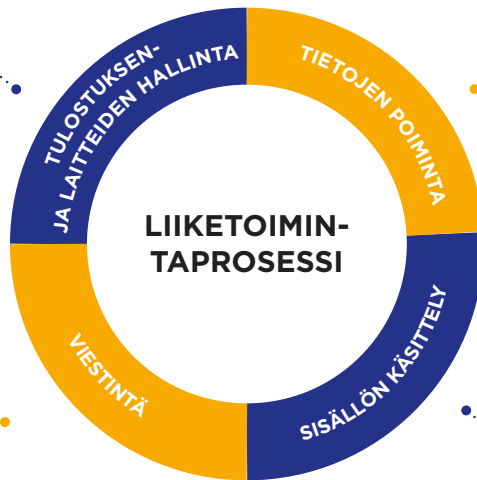 TULOSTUKSEN-
JA LAITTEIDEN HALLINTA
TIETOJEN POIMINTA
LIIKETOIMIN-
TAPROSESSI
VIESTINTÄ
SISÄLLÖN KÄSITTELY